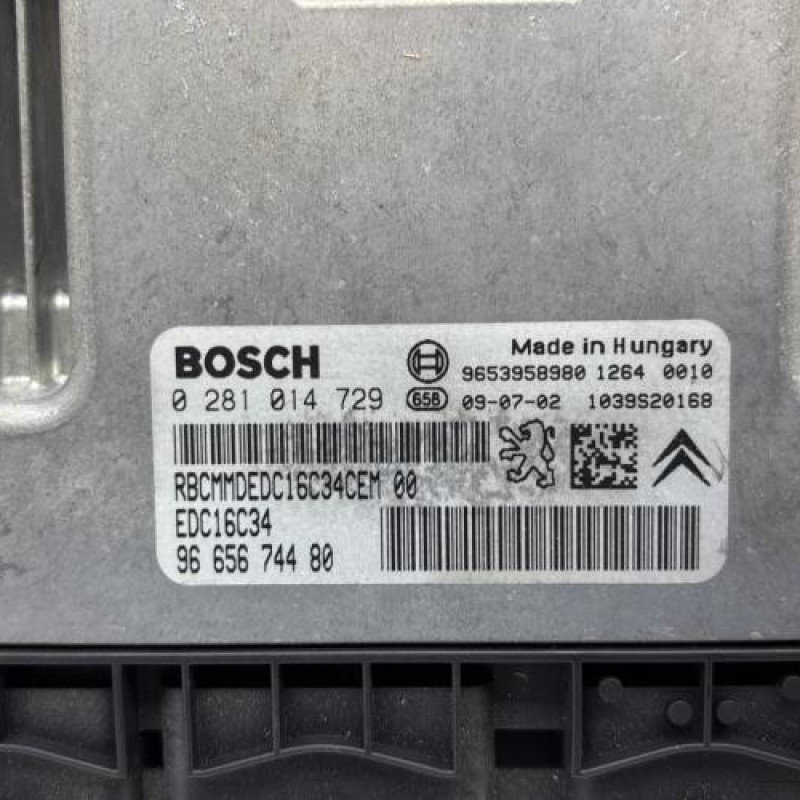 BOSCH
Made in Hungary
9653958980 1264 0010
0 281 014 729
658
09-07-02 1039S20168
RBCMMDEDC16C34CEM 00
EDC16C34
96 656 744 80